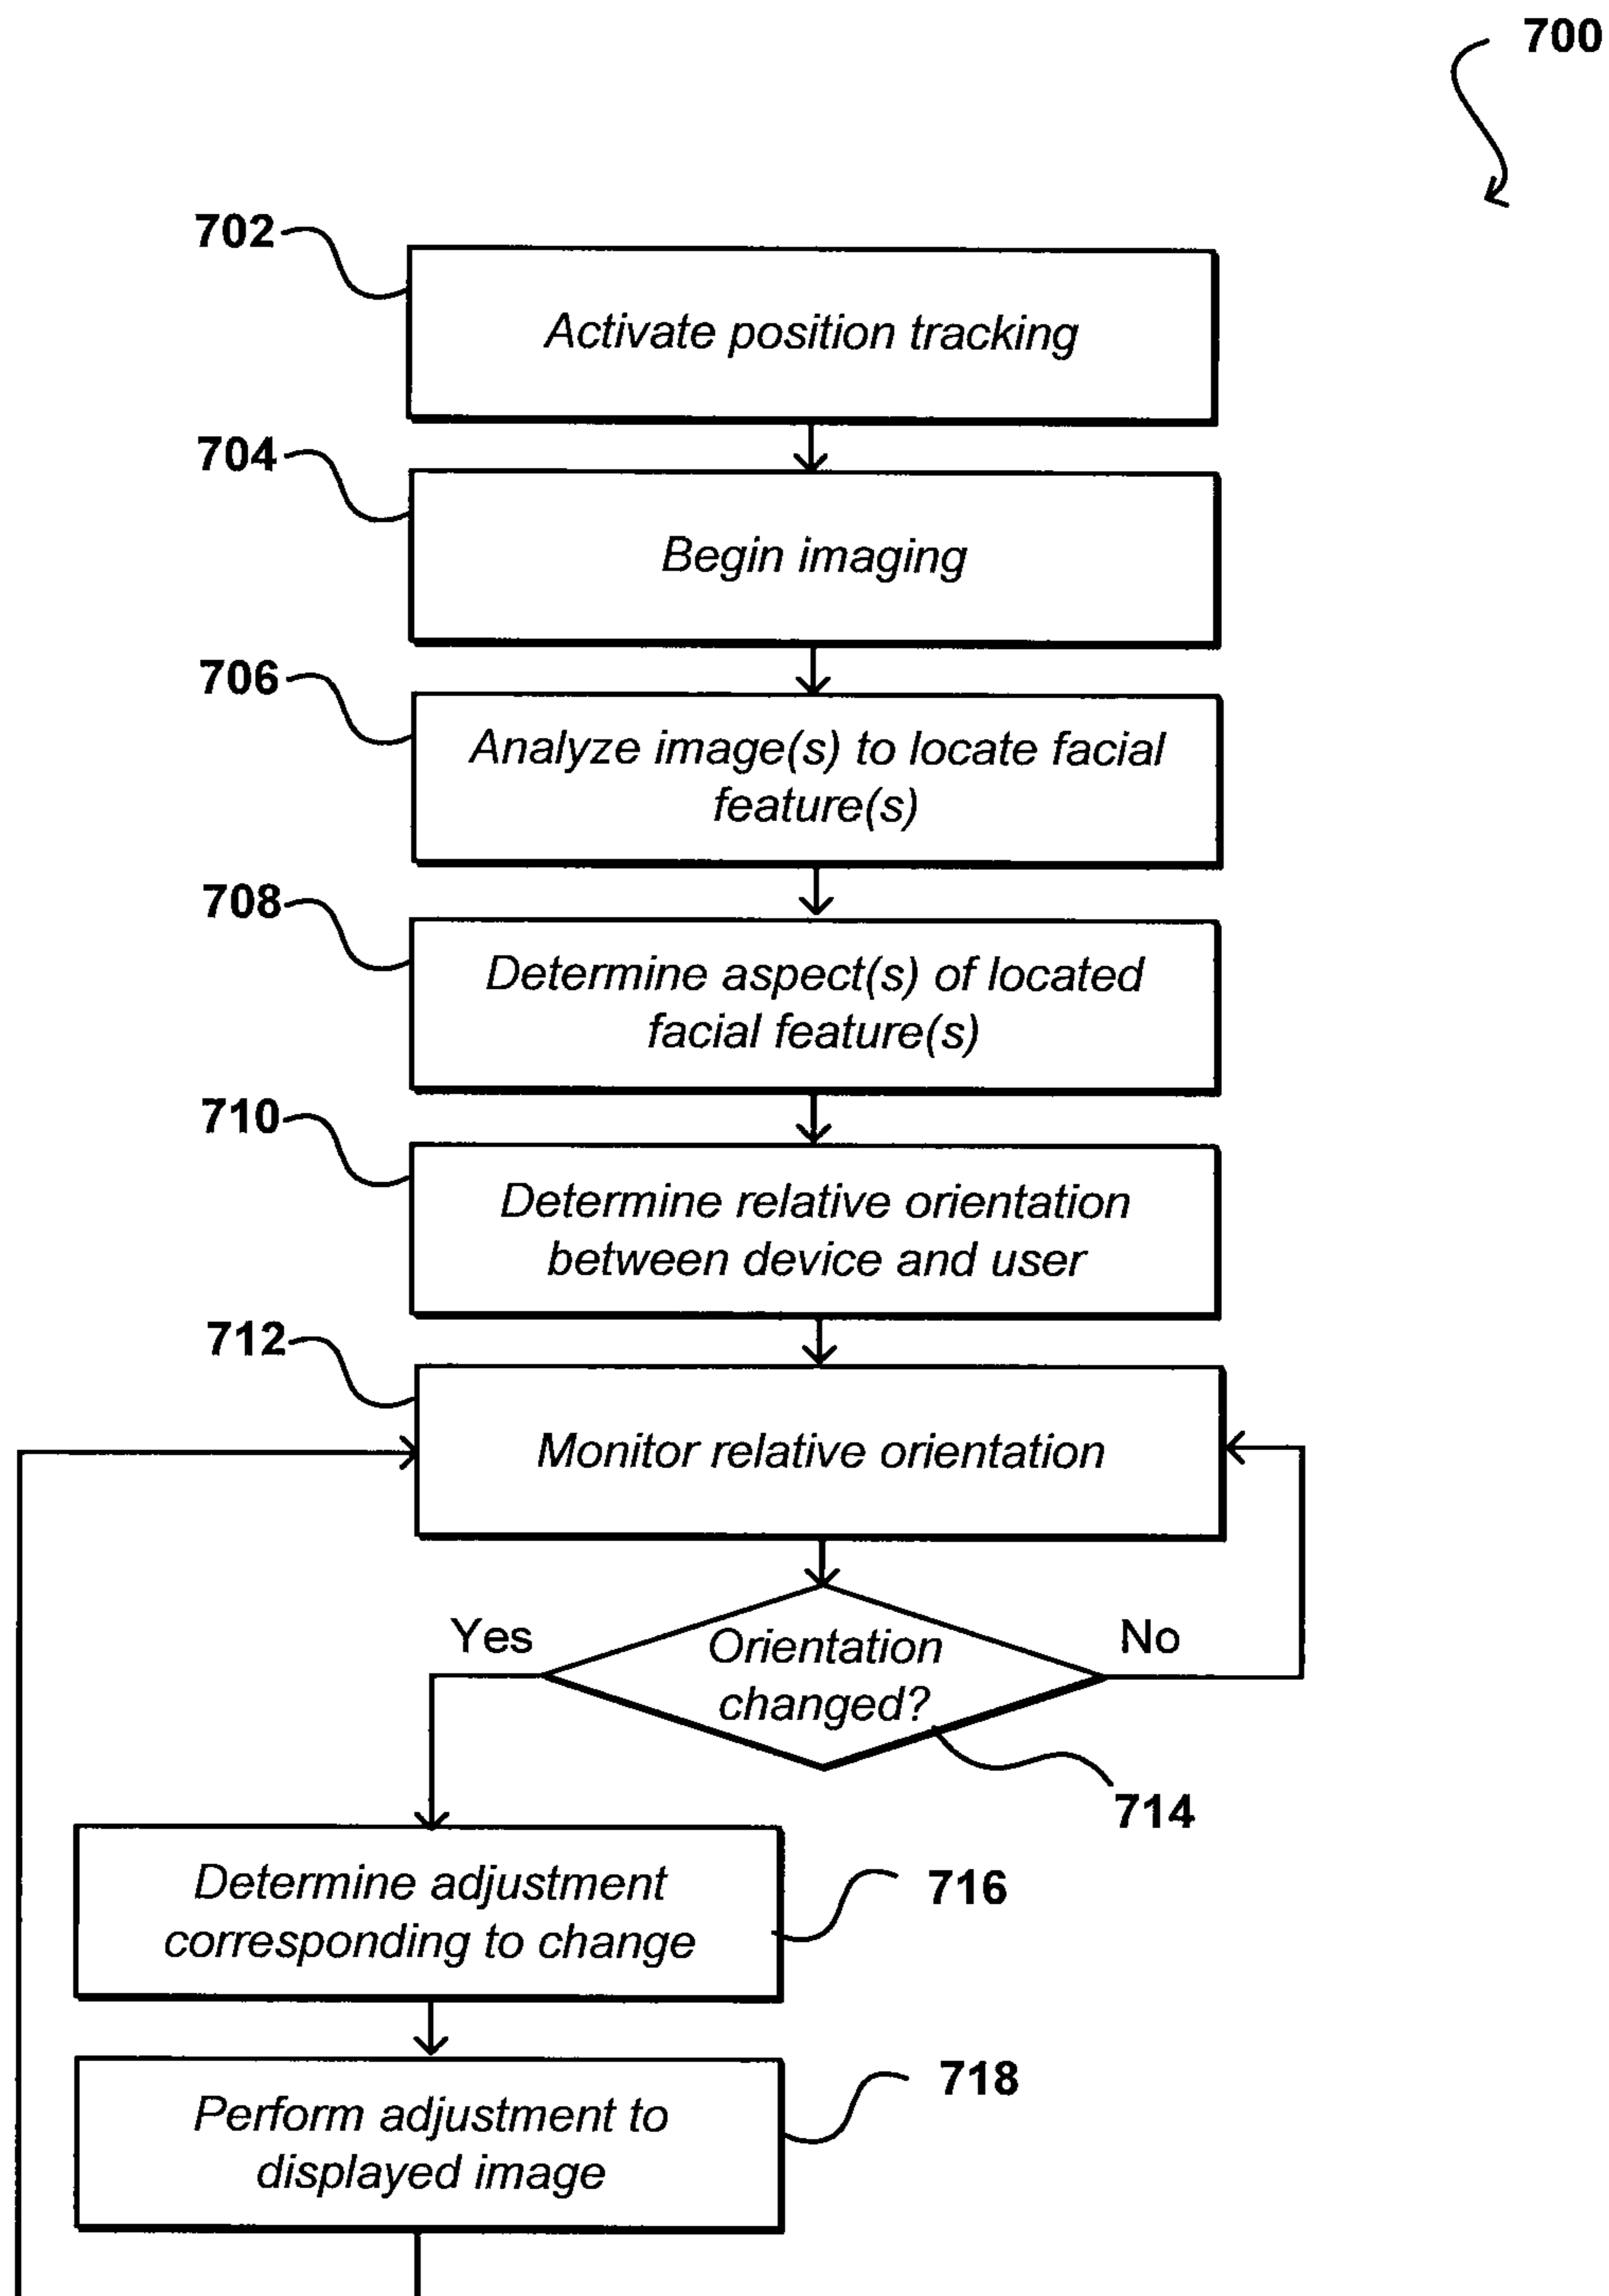 700
702
Activate position tracking
704
Begin imaging
706
Analyze image(s) to locate facial
feature(s)
708
Determine aspect(s) of located
facial feature(s)
710
Determine relative orientation
between device and user
712
Monitor relative orientation
Yes
Orientation
changed?
No
714
Determine adjustment
corresponding to change
716
Perform adjustment to
displayed image
718